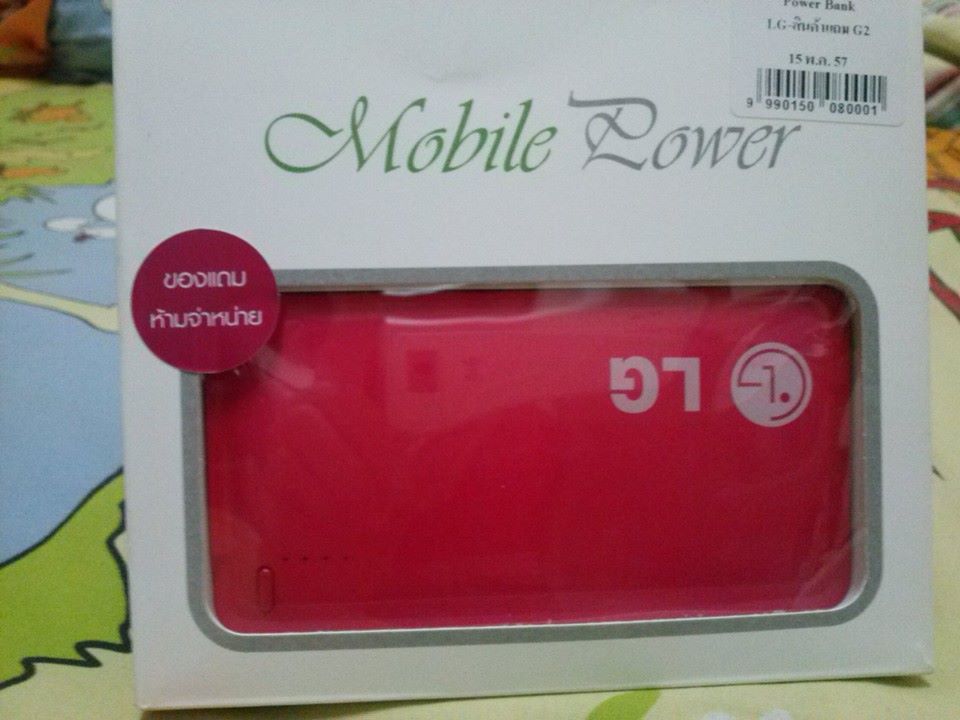 Power Bank
LG-สินค้าแถม G2
15 พ.ค. 57
9 990150 080001
Mobile Power
ของแถม
ห้ามจำหน่าย
LG